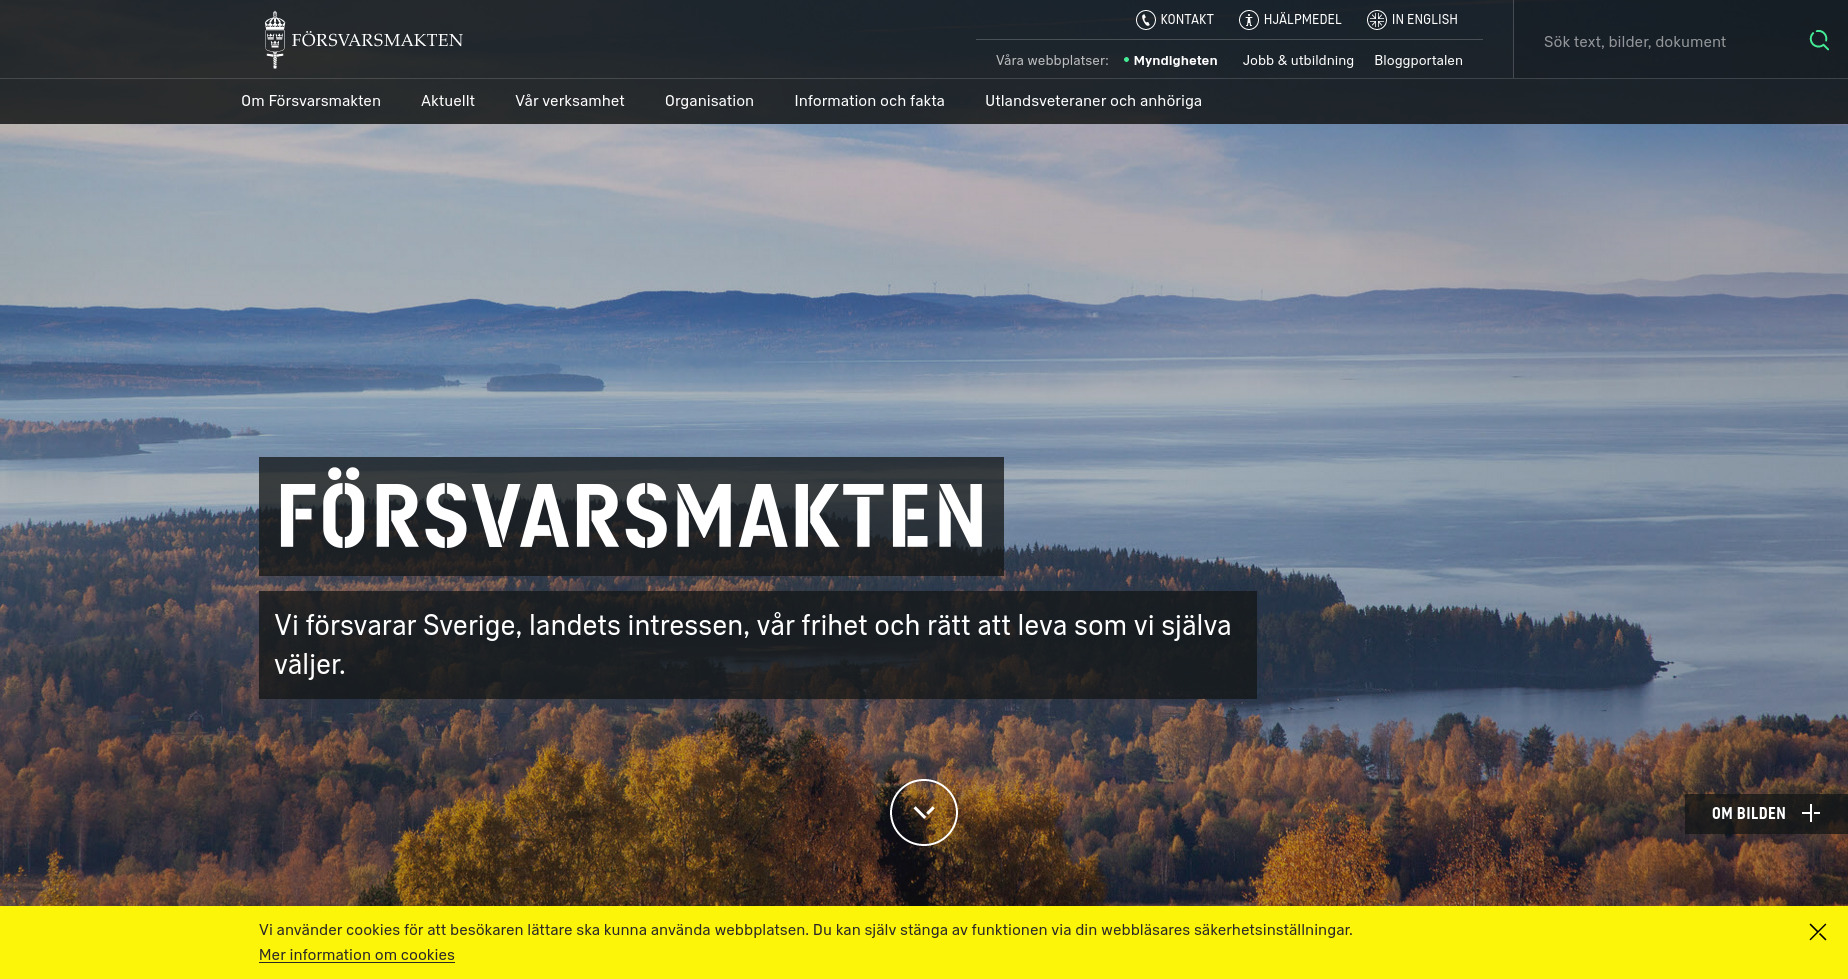 FÖRSVARSMAKTEN
KONTAKT HJÄLPMEDEL IN ENGLISH
Våra webbplatser: Myndigheten Jobb & utbildning Bloggportalen
Sök text, bilder, dokument
Om Försvarsmakten Aktuellt Vår verksamhet Organisation Information och fakta Utlandsveteraner och anhöriga
FÖRSVARSMAKTEN
Vi försvarar Sverige, landets intressen, vår frihet och rätt att leva som vi själva
väljer.
OM BILDEN
Vi använder cookies för att besökaren lättare ska kunna använda webbplatsen. Du kan själv stänga av funktionen via din webbläsares säkerhetsinställningar.
Mer information om cookies